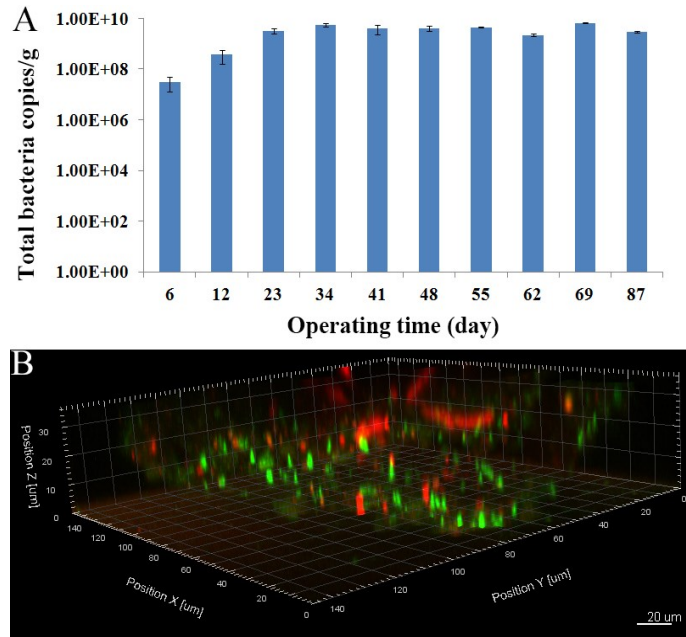 A
Total bacteria copies/g
1.00E+10
1.00E+08
1.00E+06
1.00E+04
1.00E+02
1.00E+00
6 12 23 34 41 48 55 62 69 87
Operating time (day)
B
Position Z [um]
30
20
10
0
140 120 100 80 60 40 20 0
Position X [um]
140 120 100 80 60 40 20 0
Position Y [um]
20 um